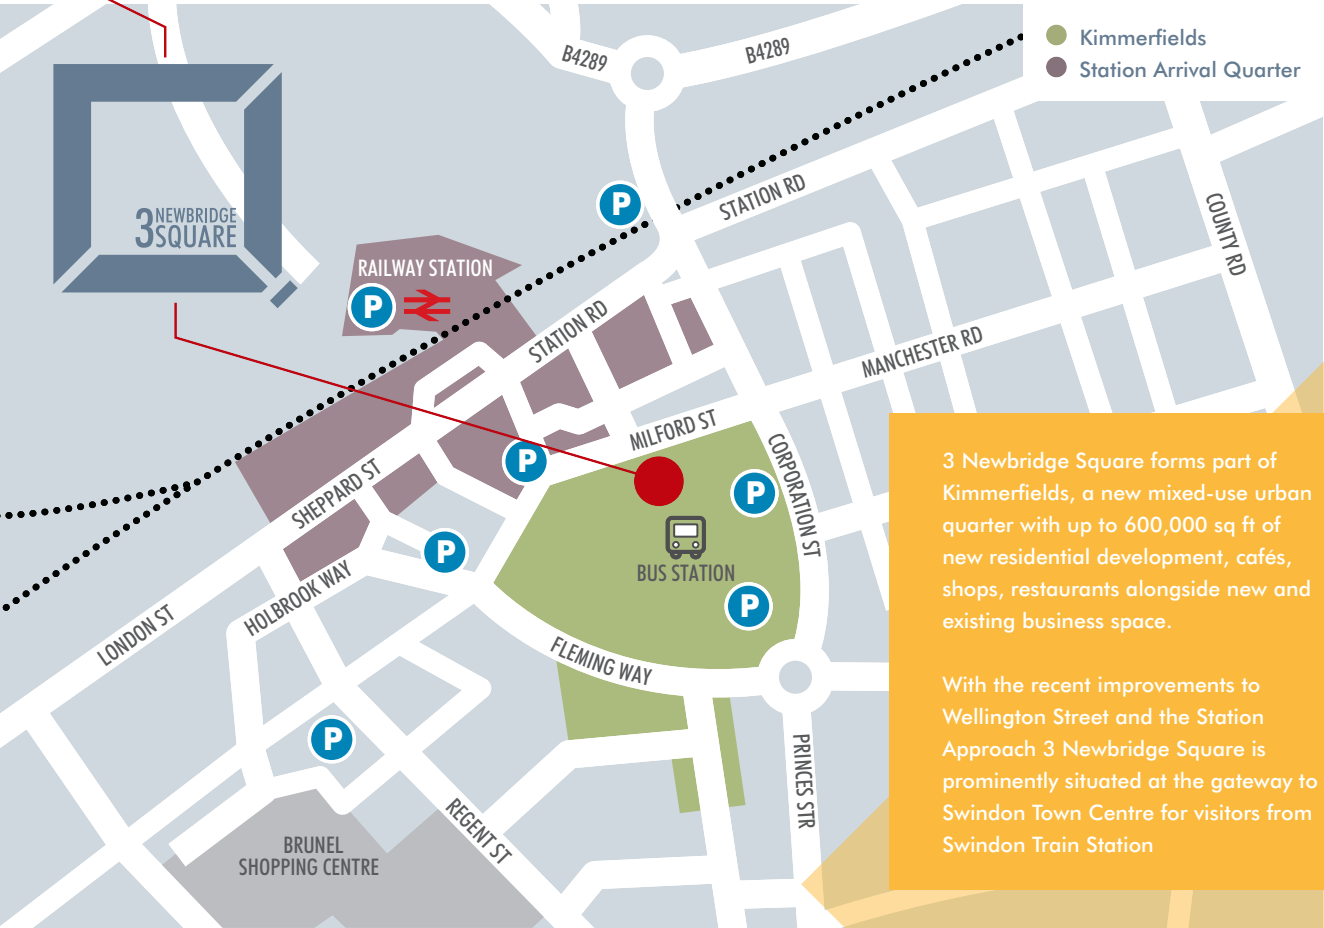 B4289
B4289
Kimmerfields
Station Arrival Quarter
3 NEWBRIDGE
SQUARE
P
STATION RD
COUNTY RD
RAILWAY STATION
P
STATION RD
MANCHESTER RD
MILFORD ST
CORPORATION ST
P
P
SHEPPARD ST
P
BUS STATION
P
HOLBROOK WAY
LONDON ST
FLEMING WAY
P
PRINCES STR
REGENT ST
BRUNEL
SHOPPING CENTRE
3 Newbridge Square forms part of
Kimmerfields, a new mixed-use urban
quarter with up to 600,000 sq ft of
new residential development, cafés,
shops, restaurants alongside new and
existing business space.
With the recent improvements to
Wellington Street and the Station
Approach 3 Newbridge Square is
prominently situated at the gateway to
Swindon Town Centre for visitors from
Swindon Train Station